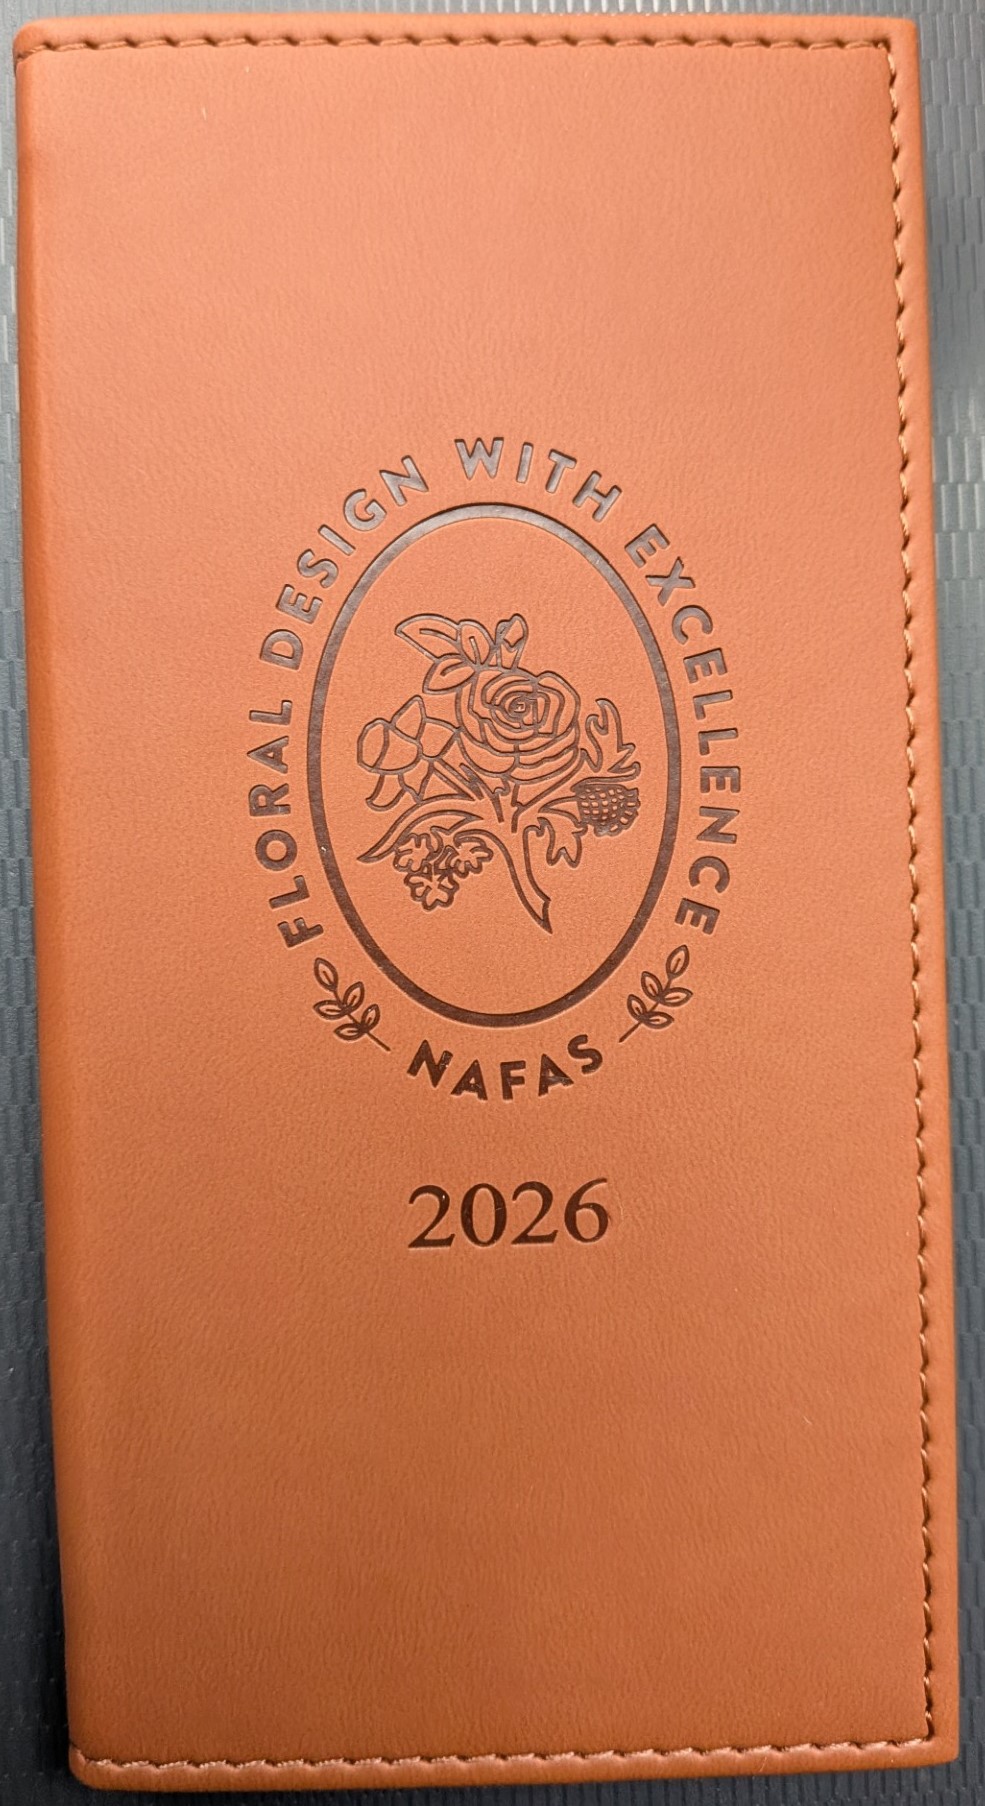 FLORAL DESIGN WITH EXCELLENCE
NAFAS
2026